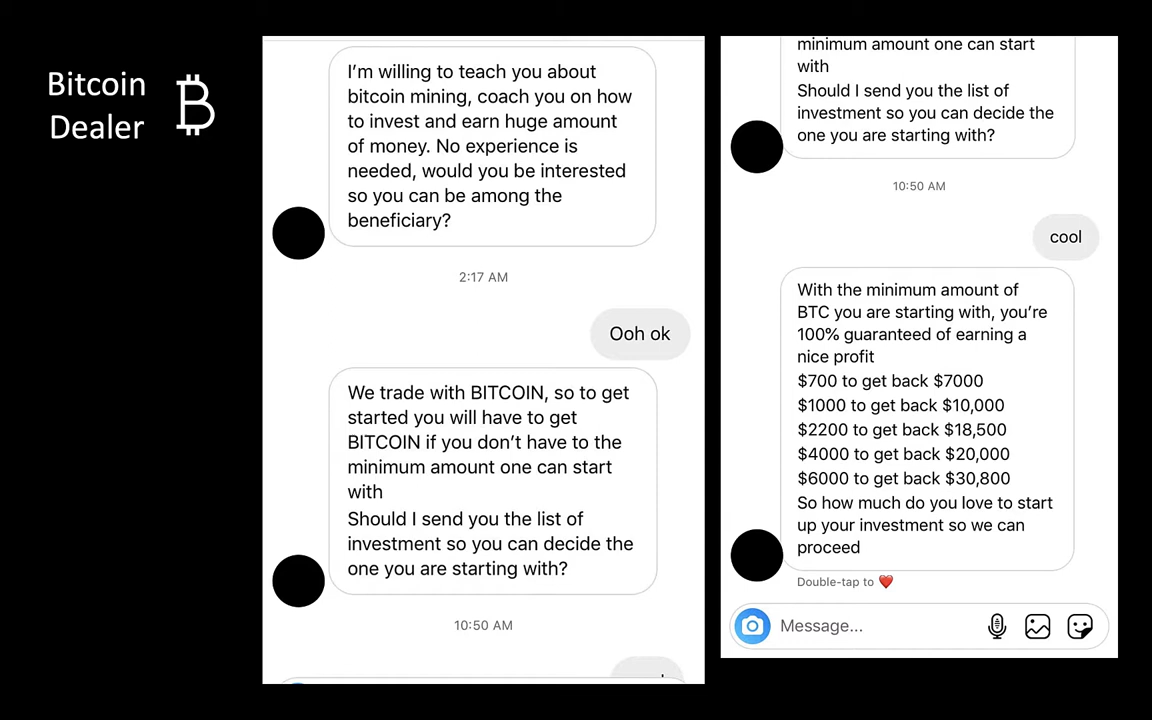 Bitcoin
Dealer
I'm willing to teach you about
bitcoin mining, coach you on how
to invest and earn huge amount
of money. No experience is
needed, would you be interested
so you can be among the
beneficiary?
2:17 AM
Ooh ok
We trade with BITCOIN, so to get
started you will have to get
BITCOIN if you don't have to the
minimum amount one can start
with
Should I send you the list of
investment so you can decide the
one you are starting with?
10:50 AM
minimum amount one can start
with
Should I send you the list of
investment so you can decide the
one you are starting with?
10:50 AM
cool
With the minimum amount of
BTC you are starting with, you're
100% guaranteed of earning a
nice profit
$700 to get back $7000
$1000 to get back $10,000
$2200 to get back $18,500
$4000 to get back $20,000
$6000 to get back $30,800
So how much do you love to start
up your investment so we can
proceed
Double-tap to ❤️
Message...